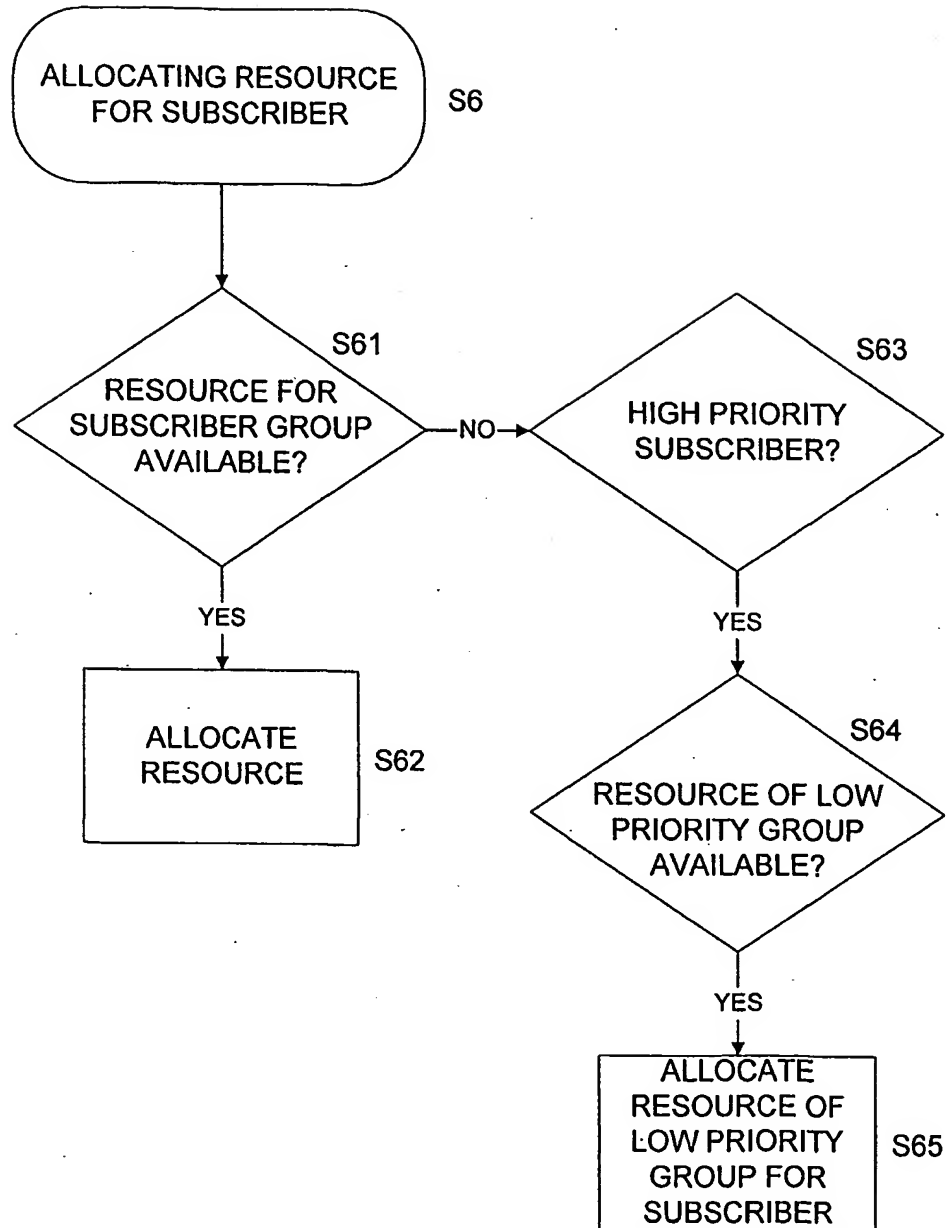 ALLOCATING RESOURCE
FOR SUBSCRIBER
S6
S61
RESOURCE FOR
SUBSCRIBER GROUP
AVAILABLE?
NO
S63
HIGH PRIORITY
SUBSCRIBER?
YES
ALLOCATE
RESOURCE
S62
YES
S64
RESOURCE OF LOW
PRIORITY GROUP
AVAILABLE?
YES
ALLOCATE
RESOURCE OF
LOW PRIORITY
GROUP FOR
SUBSCRIBER
S65